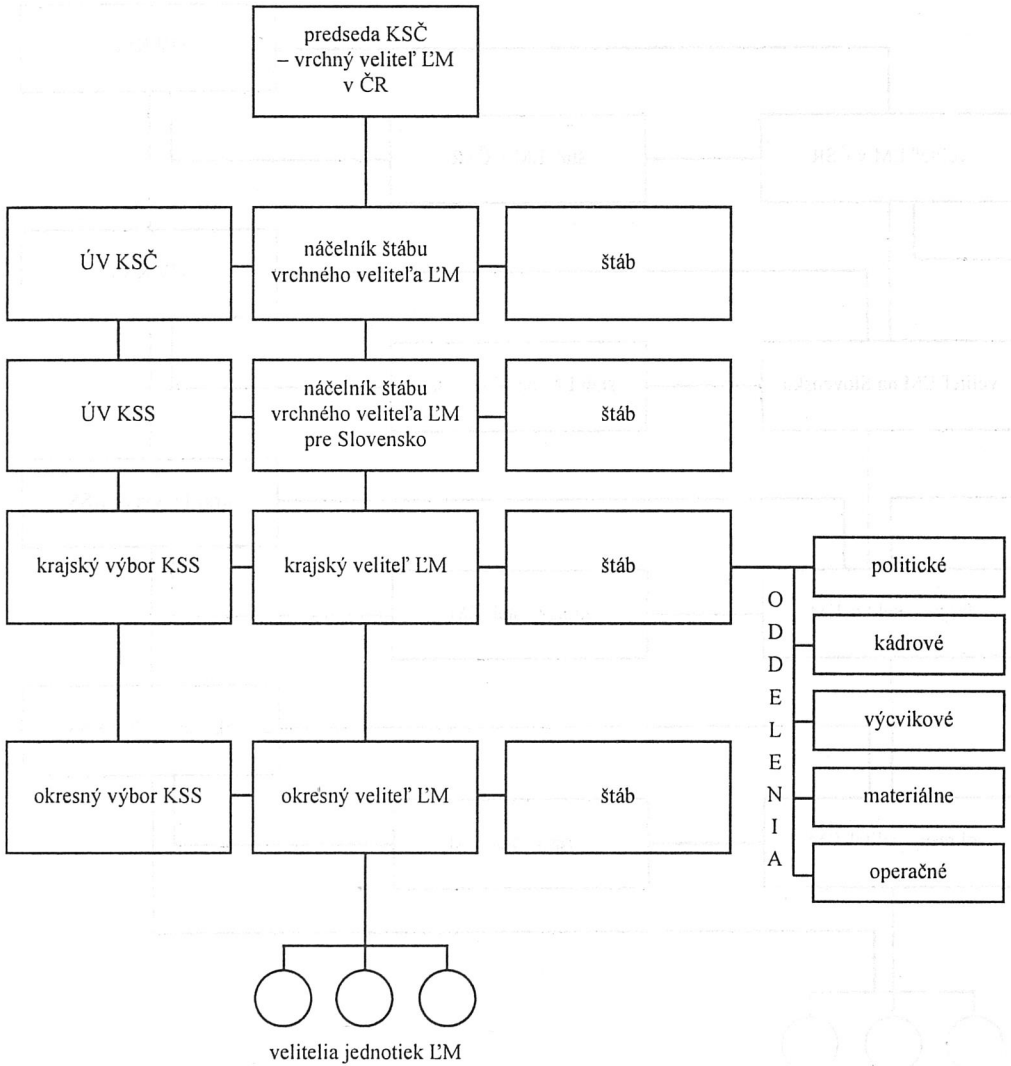 predseda KSČ
– vrchný veliteľ ĽM
v ČR
ÚV KSČ
náčelník štábu
vrchného veliteľa ĽM
štáb
ÚV KSS
náčelník štábu
vrchného veliteľa ĽM
pre Slovensko
štáb
krajský výbor KSS
krajský veliteľ ĽM
štáb
ODDELENIA
politické
kádrové
výcvikové
materiálne
operačné
okresný výbor KSS
okresný veliteľ ĽM
štáb
velitelia jednotiek ĽM